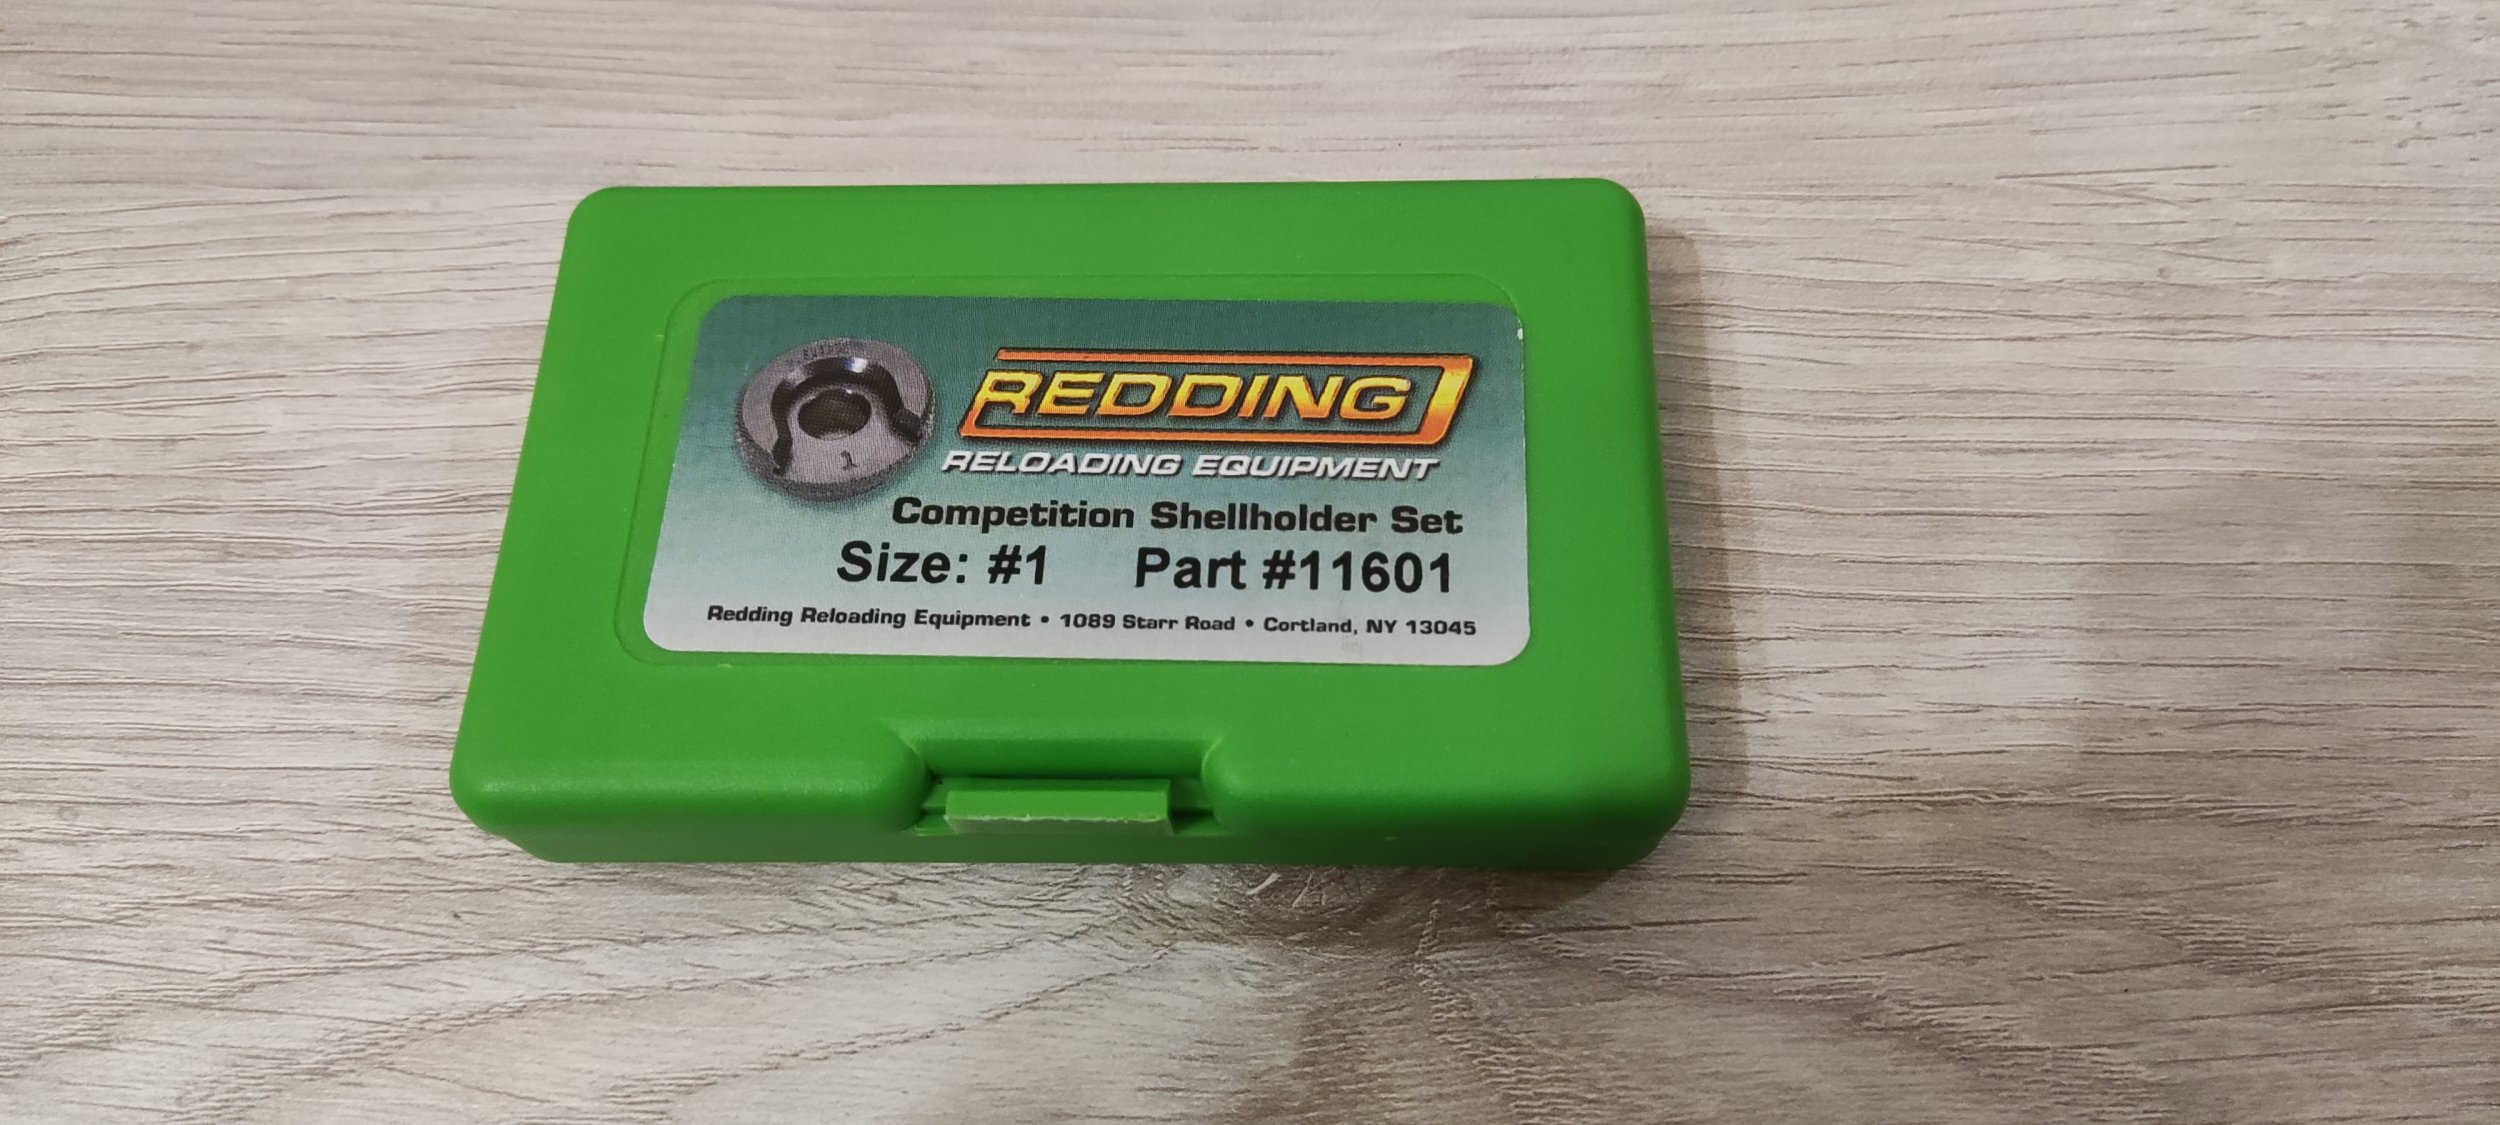 REDDING
RELOADING EQUIPMENT
Competition Shellholder Set
Size: #1 Part #11601
Redding Reloading Equipment • 1089 Starr Road • Cortland, NY 13045
1